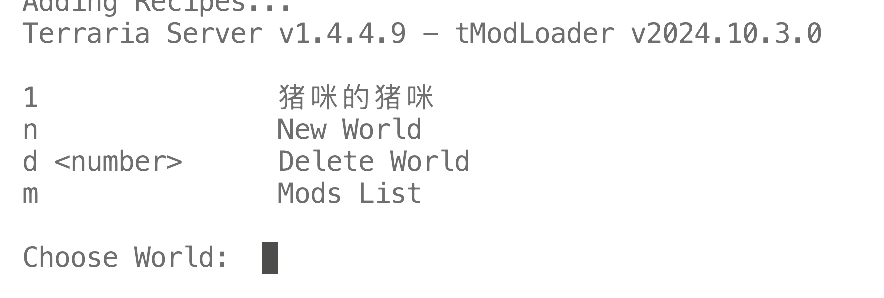 Adding Recipes...
Terraria Server v1.4.4.9 - tModLoader v2024.10.3.0
1 猪咪的猪咪
n New World
d <number> Delete World
m Mods List
Choose World: